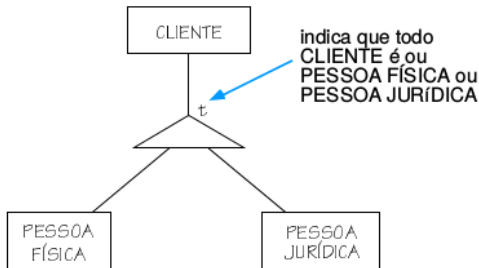 CLIENTE
indica que todo
CLIENTE é ou
PESSOA FÍSICA ou
PESSOA JURíDICA
t
PESSOA
FÍSICA
PESSOA
JURÍDICA